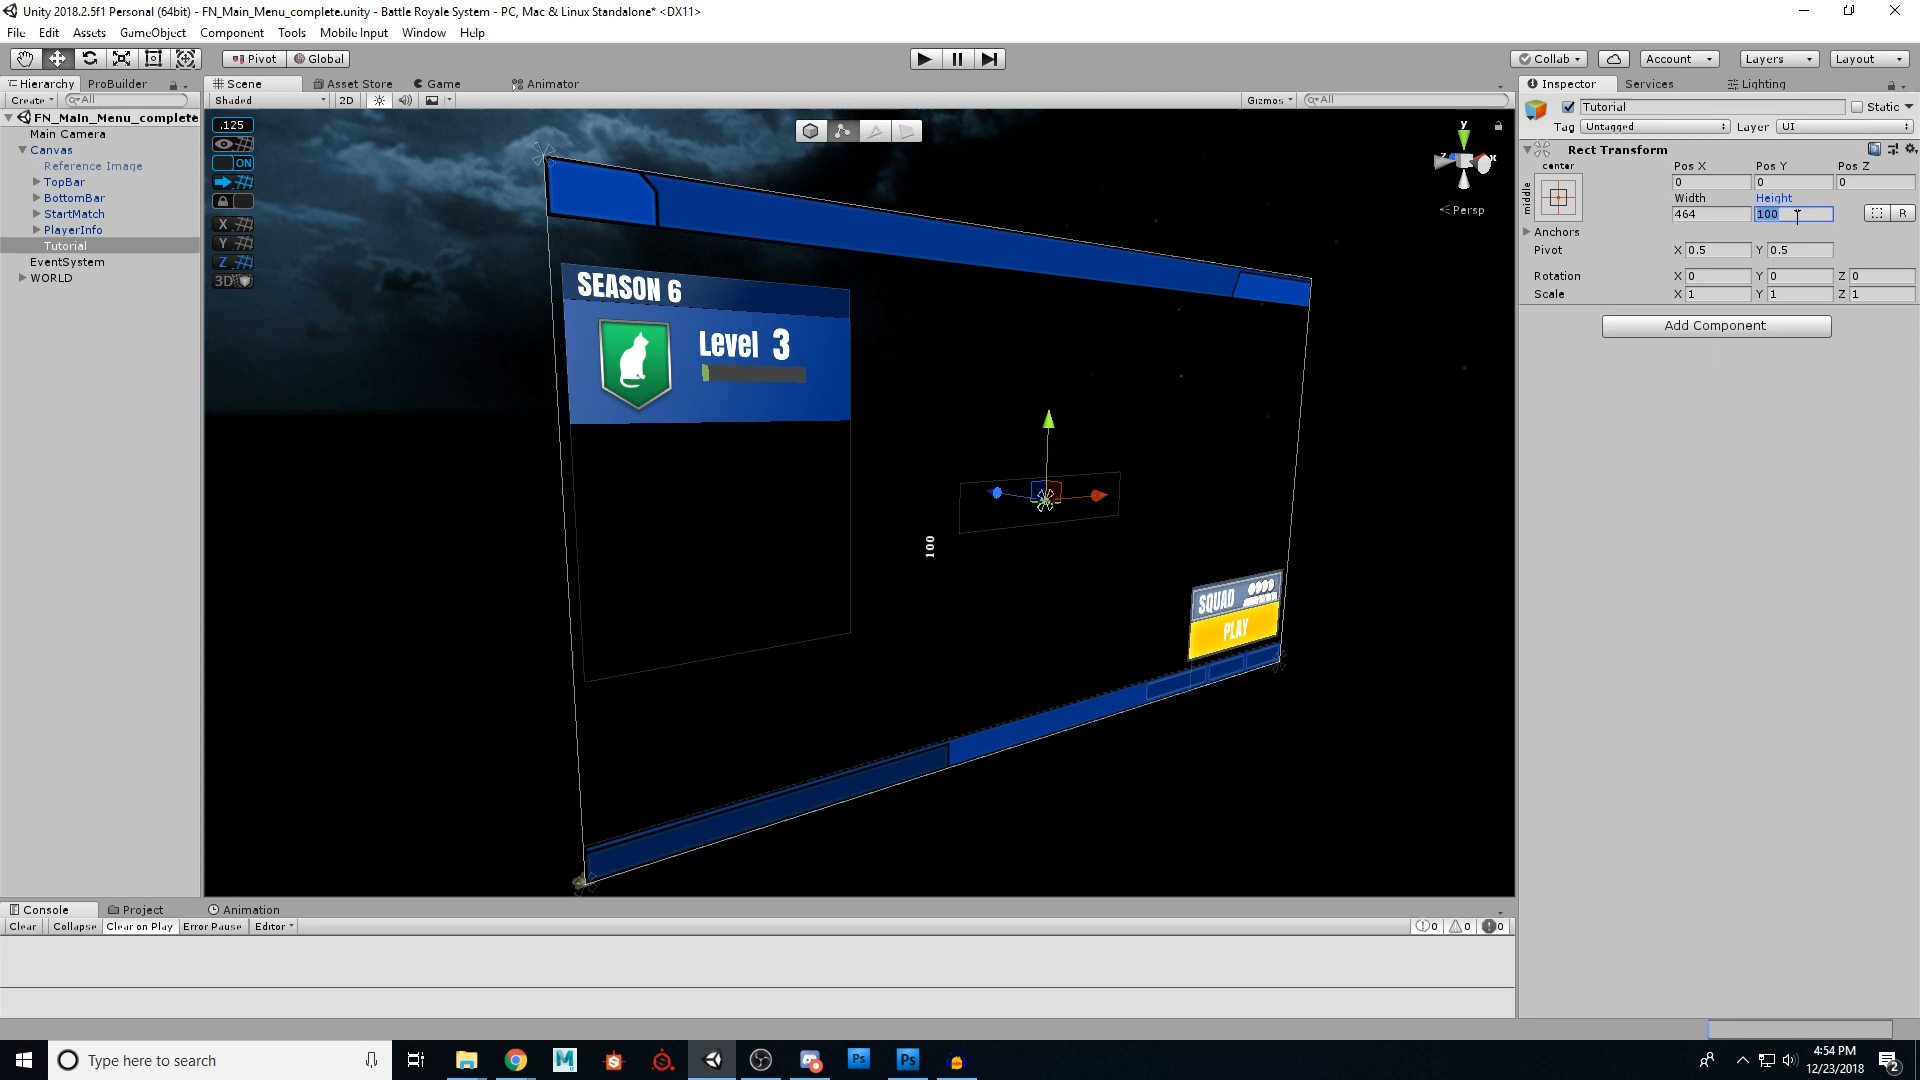 Unity 2018.2.5f1 Personal (64bit) - FN_Main_Menu_complete.unity - Battle Royale System - PC, Mac & Linux Standalone* <DX11>
File Edit Assets GameObject Component Tools Mobile Input Window Help
Pivot Global Collab Account Layers Layout
Hierarchy ProBuilder Scene Asset Store Game Animator Inspector Services Lighting
Create All Shaded 2D Gizmos All
FN_Main_Menu_complete
Main Camera
Canvas
Reference Image
TopBar
BottomBar
StartMatch
PlayerInfo
Tutorial
EventSystem
WORLD
.125
ON
X
Y
Z
3D
y
z x
Persp
SEASON 6
Level 3
100
SQUAD
PLAY
Tutorial Static
Tag Untagged Layer UI
Rect Transform
center Pos X Pos Y Pos Z
middle
0 0 0
Width Height
464 100 R
Anchors
Pivot X 0.5 Y 0.5
Rotation X 0 Y 0 Z 0
Scale X 1 Y 1 Z 1
Add Component
Console Project Animation
Clear Collapse Clear on Play Error Pause Editor 0 0 0
Type here to search
Ps Ps
4:54 PM
12/23/2018
2